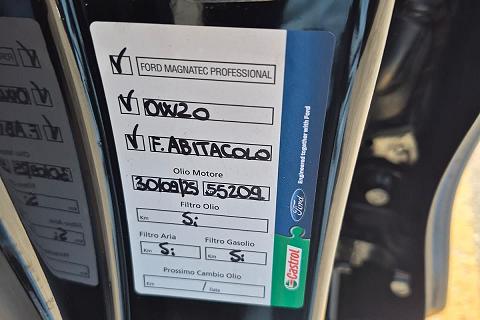 FORD MAGNATEC PROFESSIONAL
0W20
F. ABITACOLO
Olio Motore
30/09/25 55209
Filtro Olio
Km Si
Filtro Aria Filtro Gasolio
Km Si Km Si
Prossimo Cambio Olio
Km / Data
Engineered together with Ford
Ford
Castrol